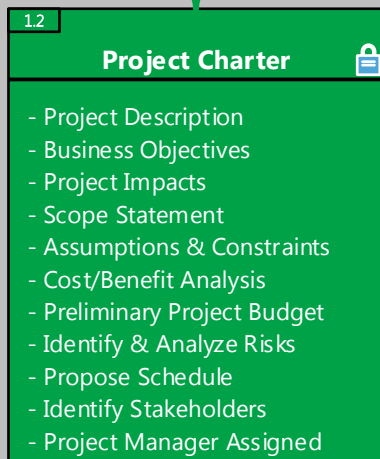 1.2
Project Charter
- Project Description
- Business Objectives
- Project Impacts
- Scope Statement
- Assumptions & Constraints
- Cost/Benefit Analysis
- Preliminary Project Budget
- Identify & Analyze Risks
- Propose Schedule
- Identify Stakeholders
- Project Manager Assigned